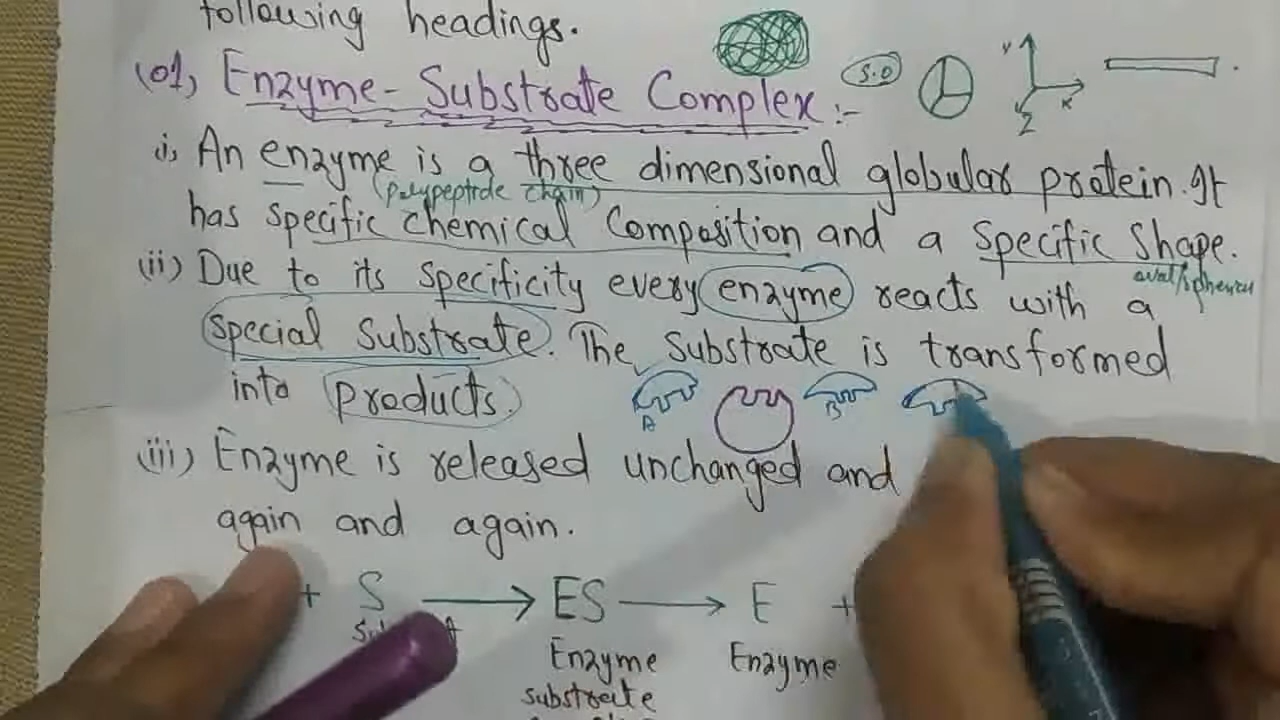 following headings.
(01) Enzyme-Substrate Complex:-
3.D
Y
X
Z
i) An enzyme is a three dimensional globular protein. It
(polypeptide chain)
has specific chemical Composition and a Specific Shape.
(ii) Due to its specificity every enzyme reacts with a
oval/spherical
special substrate. The substrate is transformed
into products.
A
B
(iii) Enzyme is released unchanged and
again and again.
+ S → ES → E +
Enzyme Enzyme
substrate